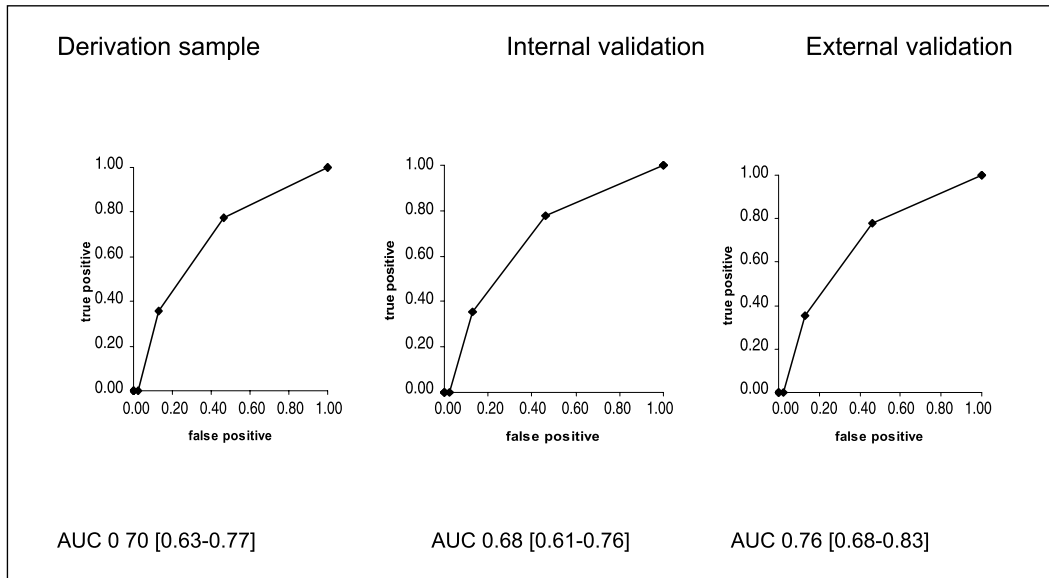 Derivation sample
Internal validation
External validation
1.00
0.80
0.60
0.40
0.20
0.00
true positive
0.00 0.20 0.40 0.60 0.80 1.00
false positive
1.00
0.80
0.60
0.40
0.20
0.00
true positive
0.00 0.20 0.40 0.60 0.80 1.00
false positive
1.00
0.80
0.60
0.40
0.20
0.00
true positive
0.00 0.20 0.40 0.60 0.80 1.00
false positive
AUC 0 70 [0.63-0.77]
AUC 0.68 [0.61-0.76]
AUC 0.76 [0.68-0.83]